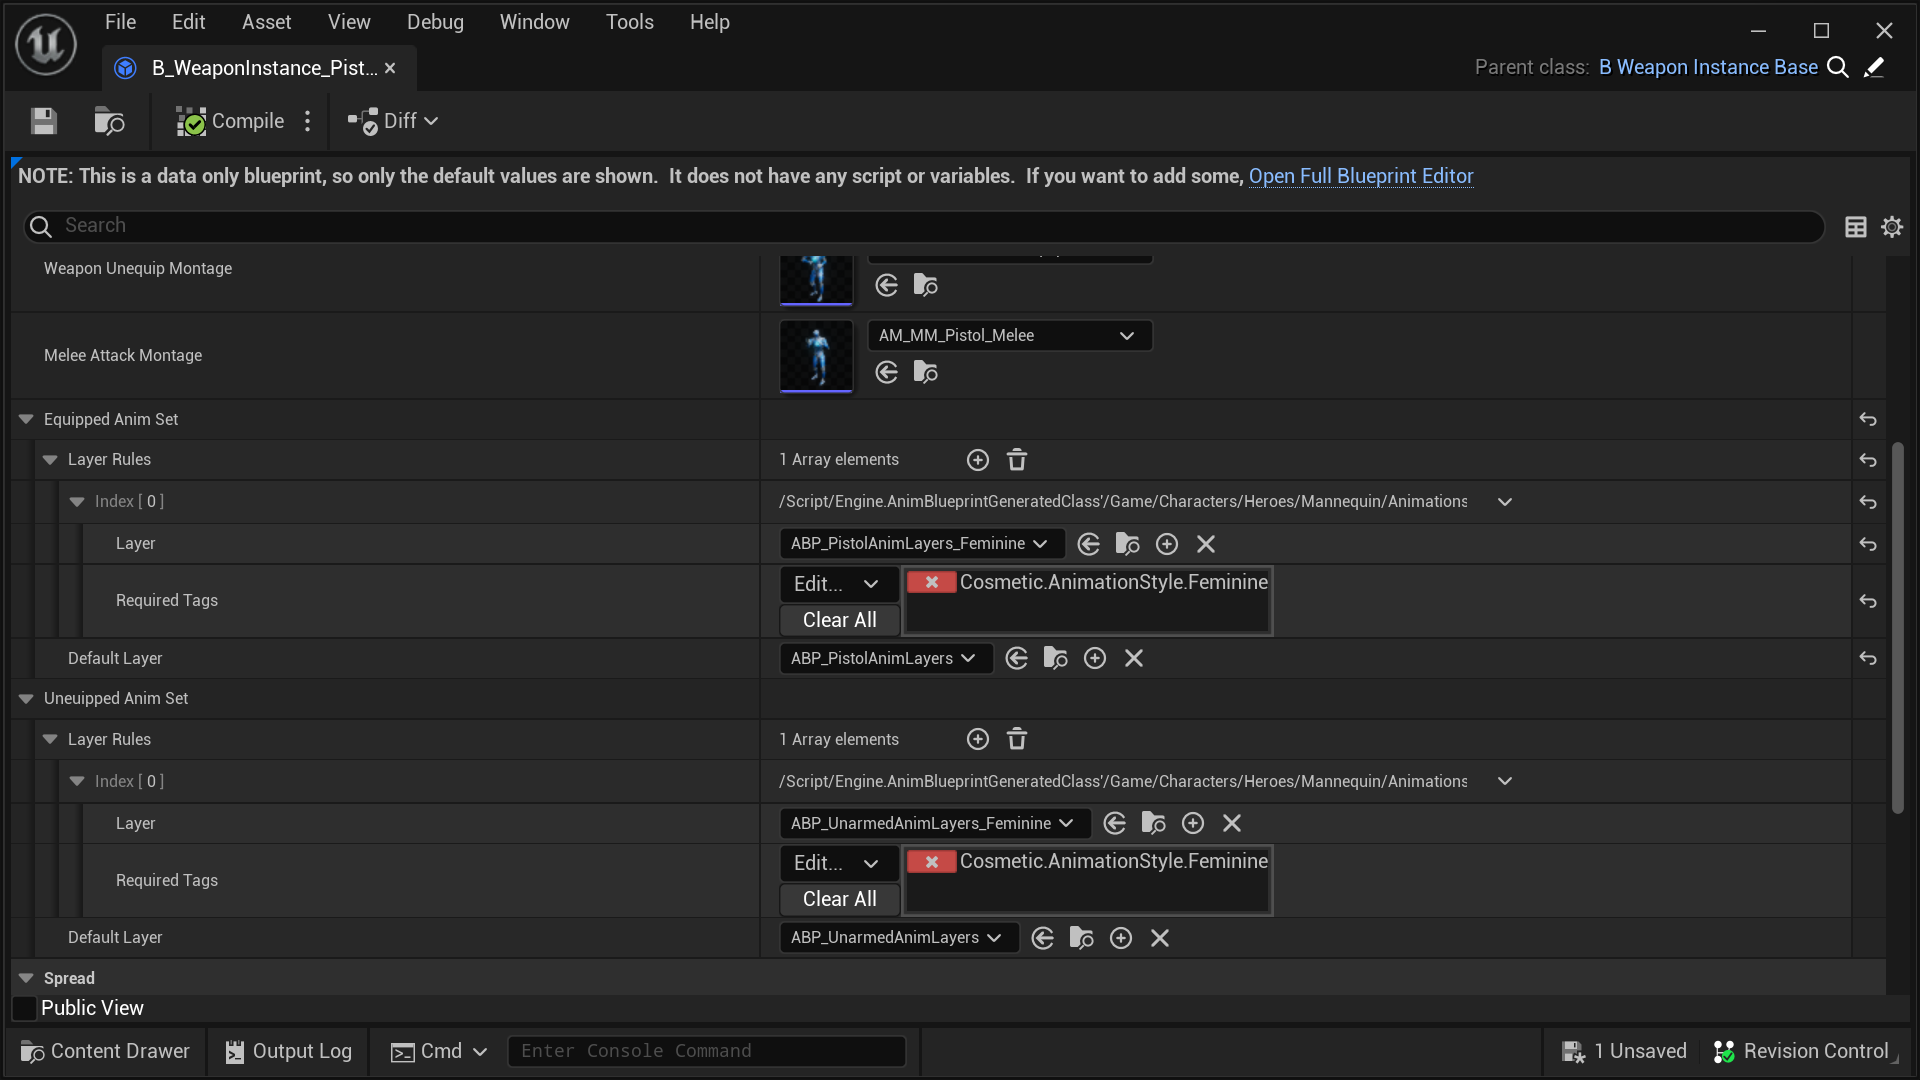 File Edit Asset View Debug Window Tools Help
B_WeaponInstance_Pist...
Parent class: B Weapon Instance Base
Compile Diff
NOTE: This is a data only blueprint, so only the default values are shown. It does not have any script or variables. If you want to add some, Open Full Blueprint Editor
Search
Weapon Unequip Montage
Melee Attack Montage
AM_MM_Pistol_Melee
Equipped Anim Set
Layer Rules
1 Array elements
Index [ 0 ]
/Script/Engine.AnimBlueprintGeneratedClass'/Game/Characters/Heroes/Mannequin/Animations
Layer
ABP_PistolAnimLayers_Feminine
Required Tags
Edit...
Clear All
Cosmetic.AnimationStyle.Feminine
Default Layer
ABP_PistolAnimLayers
Uneuipped Anim Set
Layer Rules
1 Array elements
Index [ 0 ]
/Script/Engine.AnimBlueprintGeneratedClass'/Game/Characters/Heroes/Mannequin/Animations
Layer
ABP_UnarmedAnimLayers_Feminine
Required Tags
Edit...
Clear All
Cosmetic.AnimationStyle.Feminine
Default Layer
ABP_UnarmedAnimLayers
Spread
Public View
Content Drawer
Output Log
Cmd
Enter Console Command
1 Unsaved
Revision Control